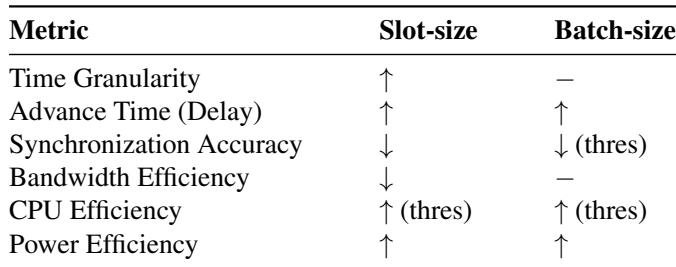 Metric Slot-size Batch-size
Time Granularity ↑ −
Advance Time (Delay) ↑ ↑
Synchronization Accuracy ↓ ↓ (thres)
Bandwidth Efficiency ↓ −
CPU Efficiency ↑ (thres) ↑ (thres)
Power Efficiency ↑ ↑